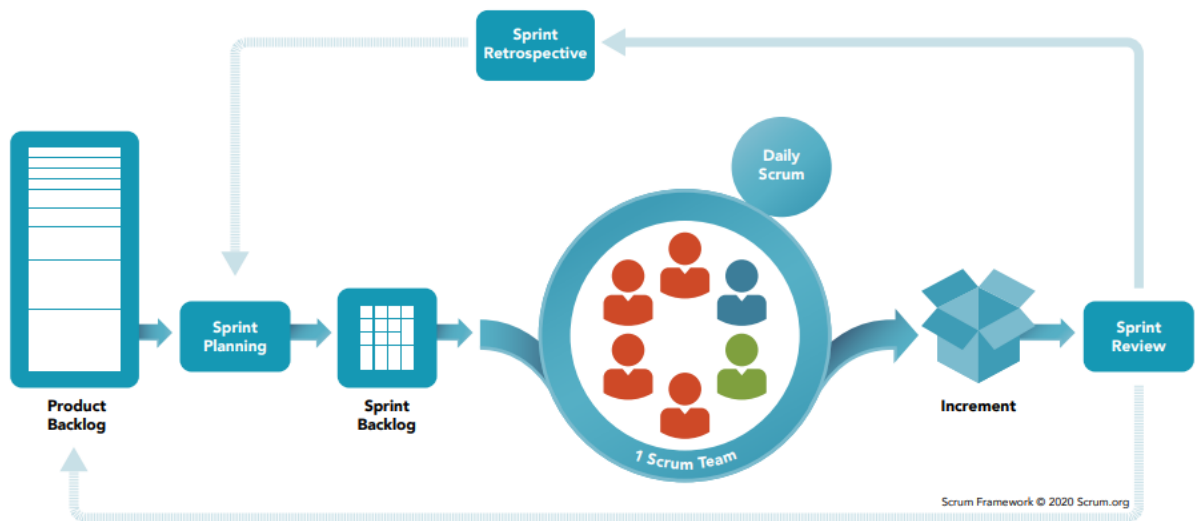 Sprint
Retrospective
Daily
Scrum
Sprint
Planning
Sprint
Review
Product
Backlog
Sprint
Backlog
Increment
1 Scrum Team
Scrum Framework © 2020 Scrum.org